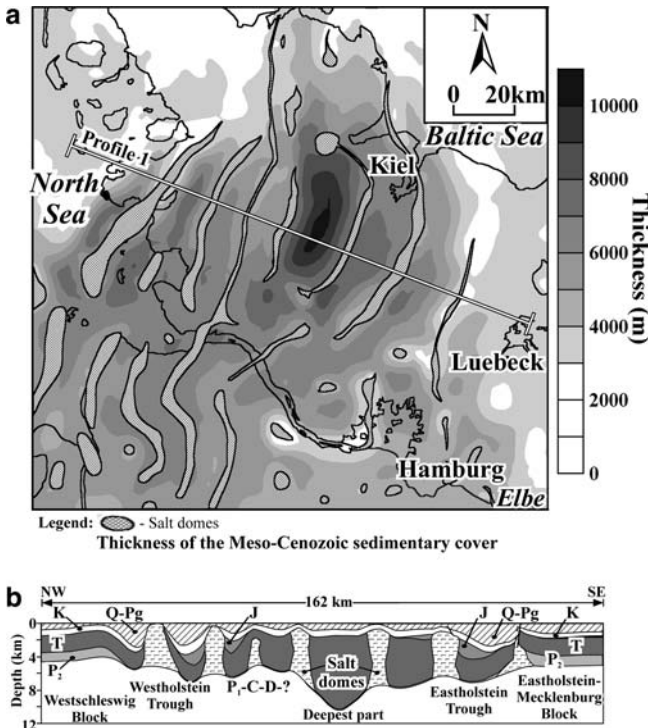 a
N
0 20km
Baltic Sea
Profile·1
Kiel
North
Sea
Luebeck
Hamburg
Elbe
10000
8000
6000
4000
2000
0
Thickness (m)
Legend: - Salt domes
Thickness of the Meso-Cenozoic sedimentary cover
b
NW SE
162 km
K Q-Pg J J Q-Pg K
0
4
8
12
Depth (km)
T T
P₂ P₂
Salt
domes
P₁-C-D-?
Westschleswig
Block
Westholstein
Trough
Deepest part
Eastholstein
Trough
Eastholstein-
Mecklenburg
Block